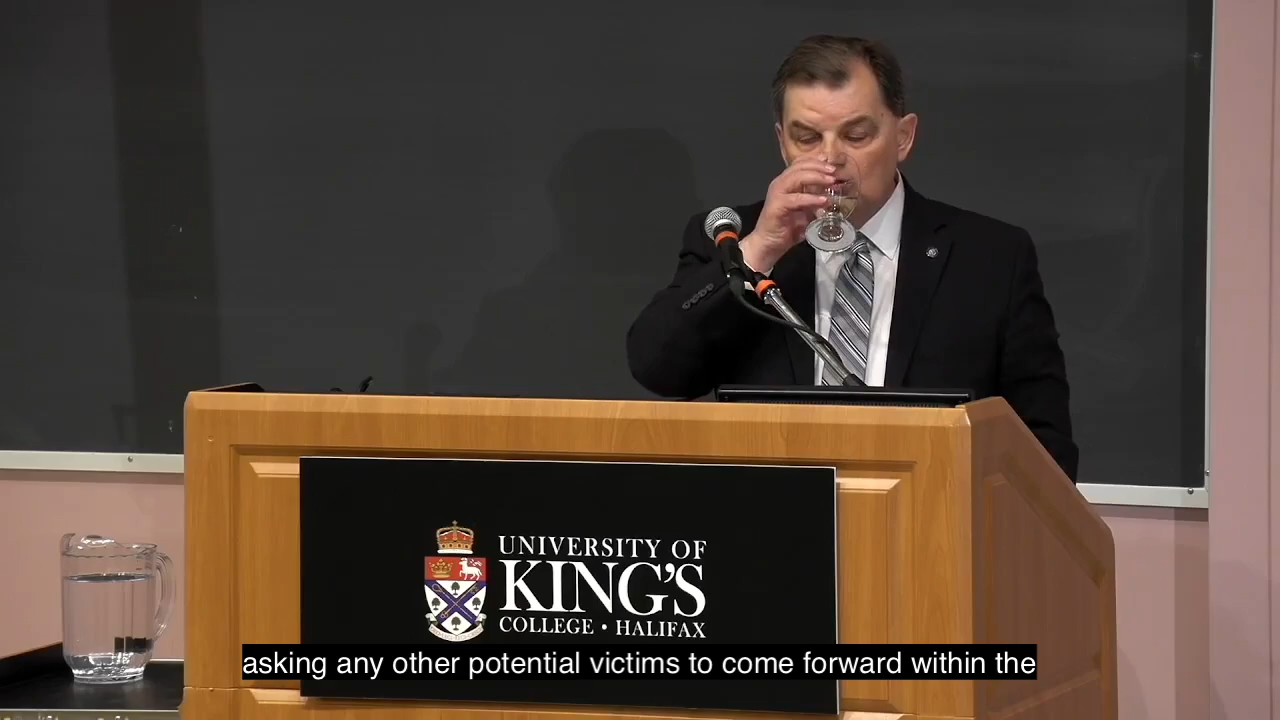 UNIVERSITY OF
KING'S
COLLEGE • HALIFAX
asking any other potential victims to come forward within the